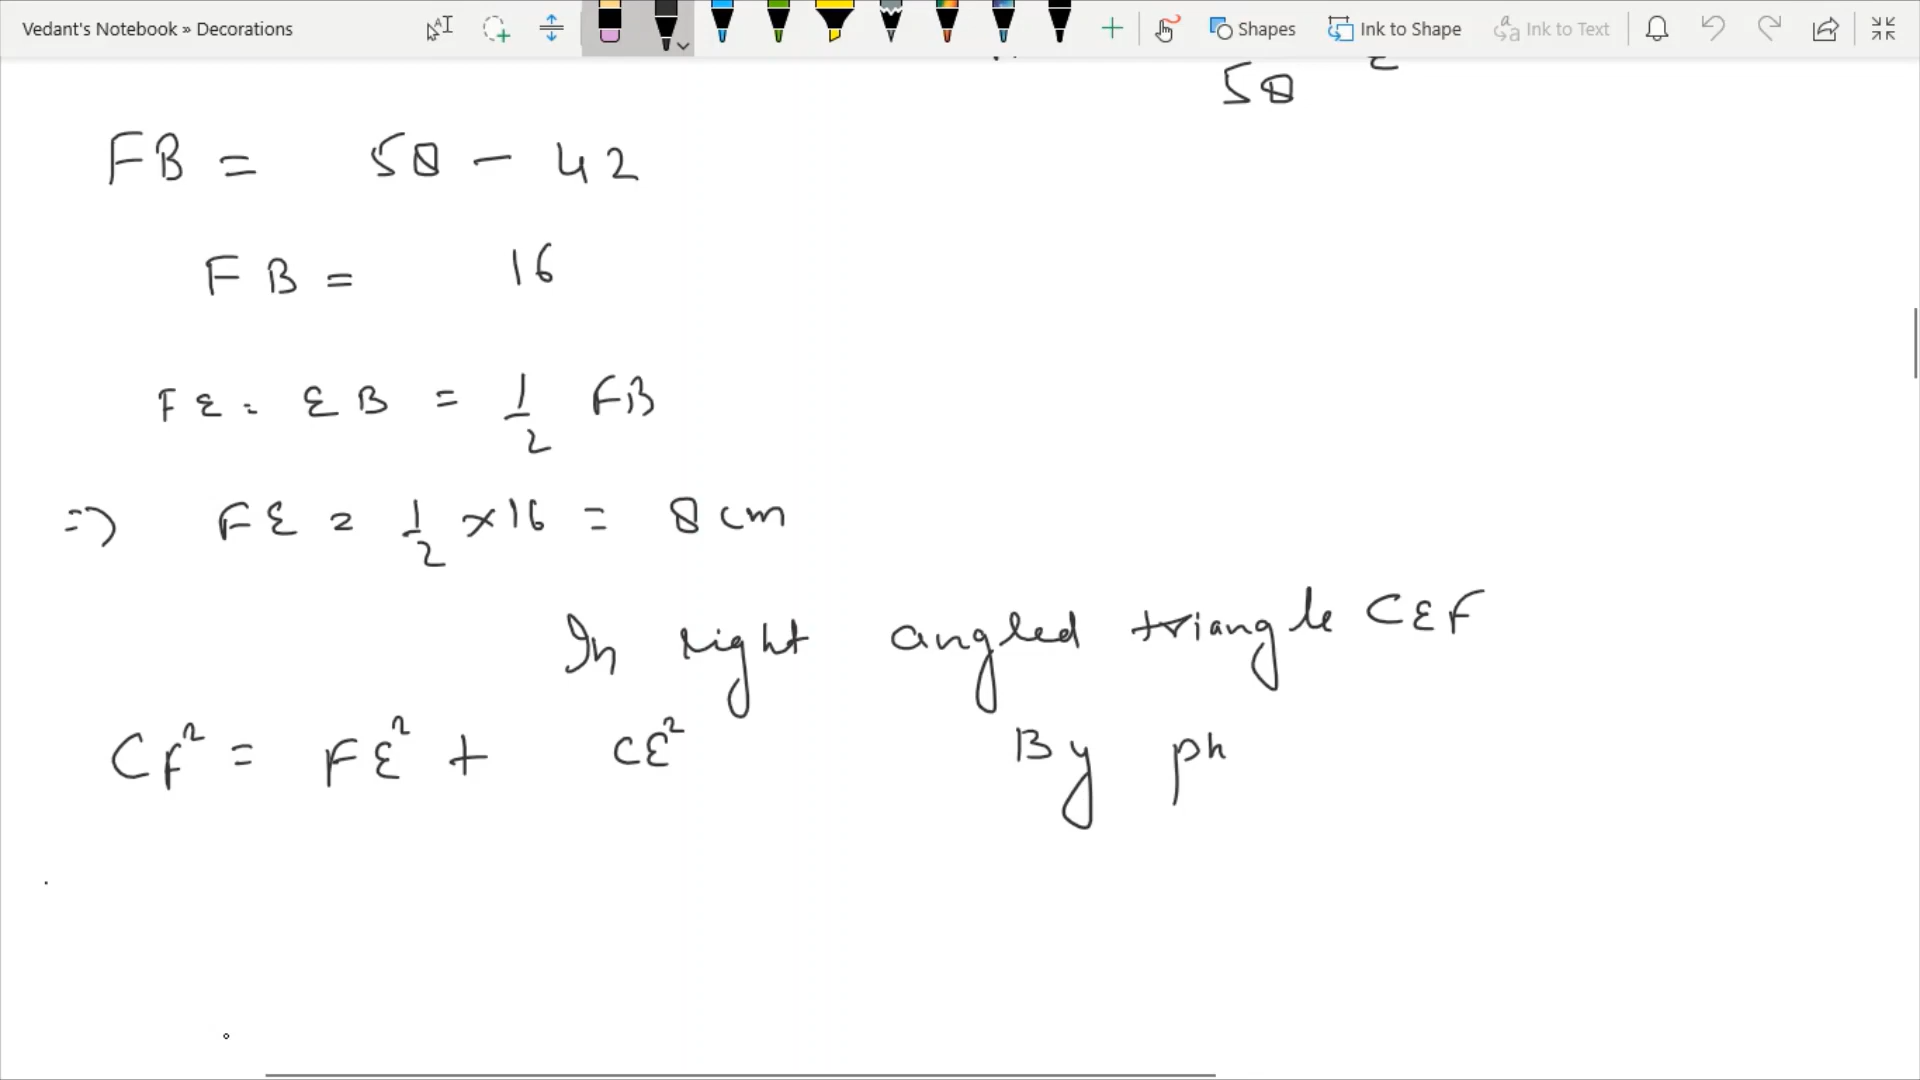 Vedant's Notebook » Decorations
Shapes
Ink to Shape
Ink to Text
58
FB = 58 - 42
FB = 16
FE = EB = 1/2 FB
=> FE = 1/2 × 16 = 8 cm
In right angled triangle CEF
CF² = FE² + CE² By ph